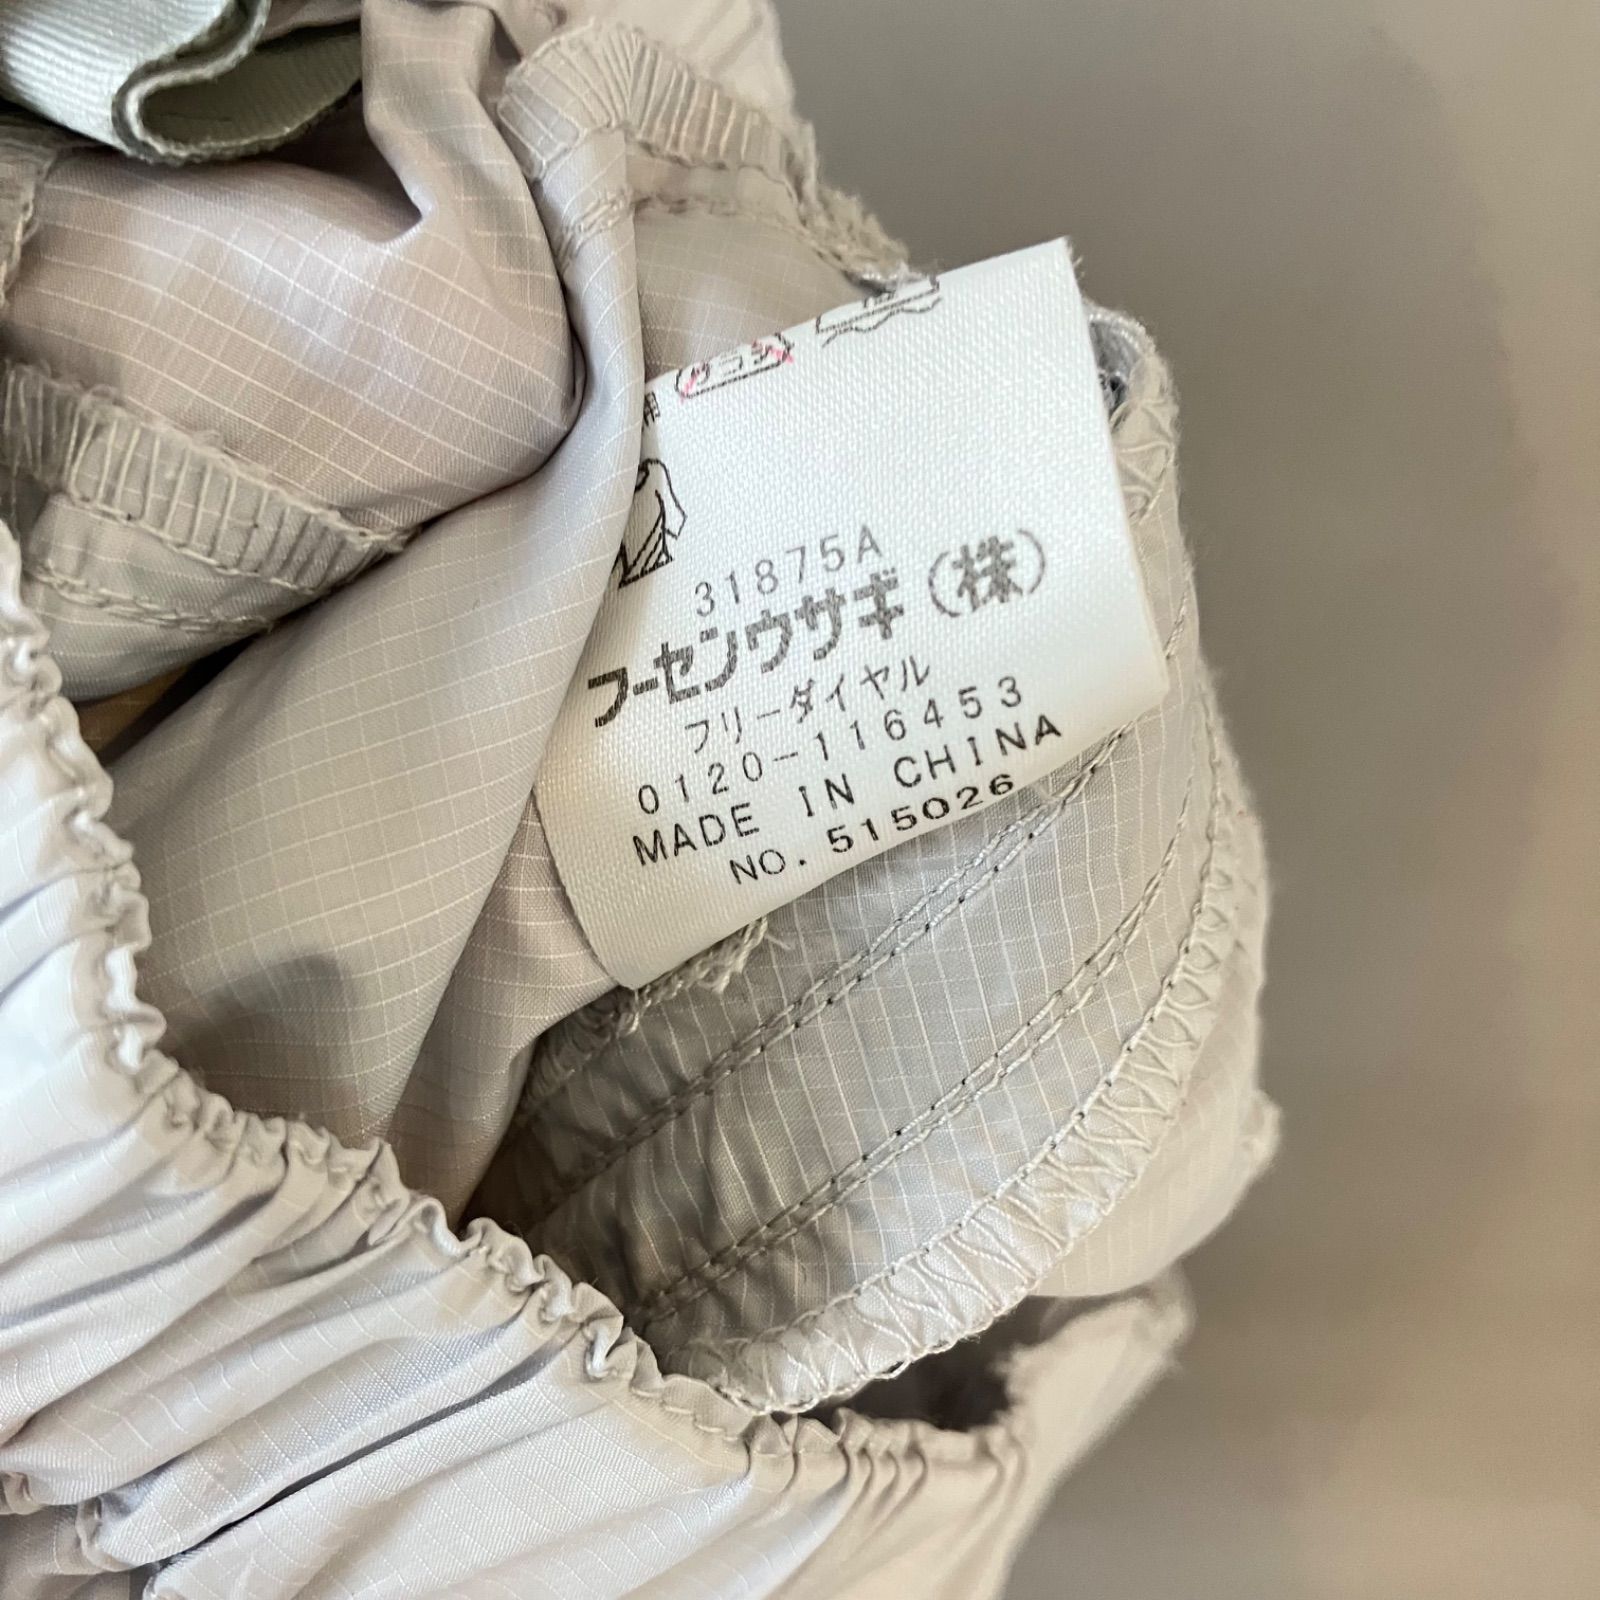 31875A
フーセンウサギ(株)
フリーダイヤル
0120-116453
MADE IN CHINA
NO. 515026